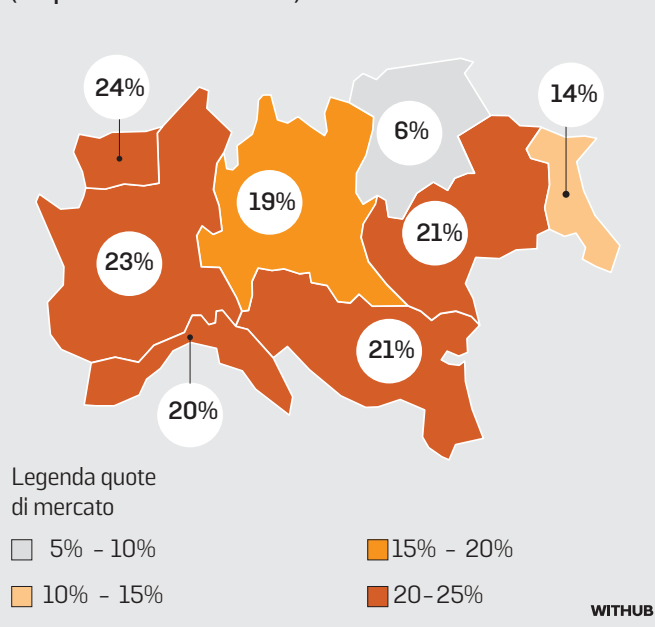 24%
14%
6%
19%
21%
23%
21%
20%
Legenda quote
di mercato
5% - 10%
15% - 20%
10% - 15%
20-25%
WITHUB